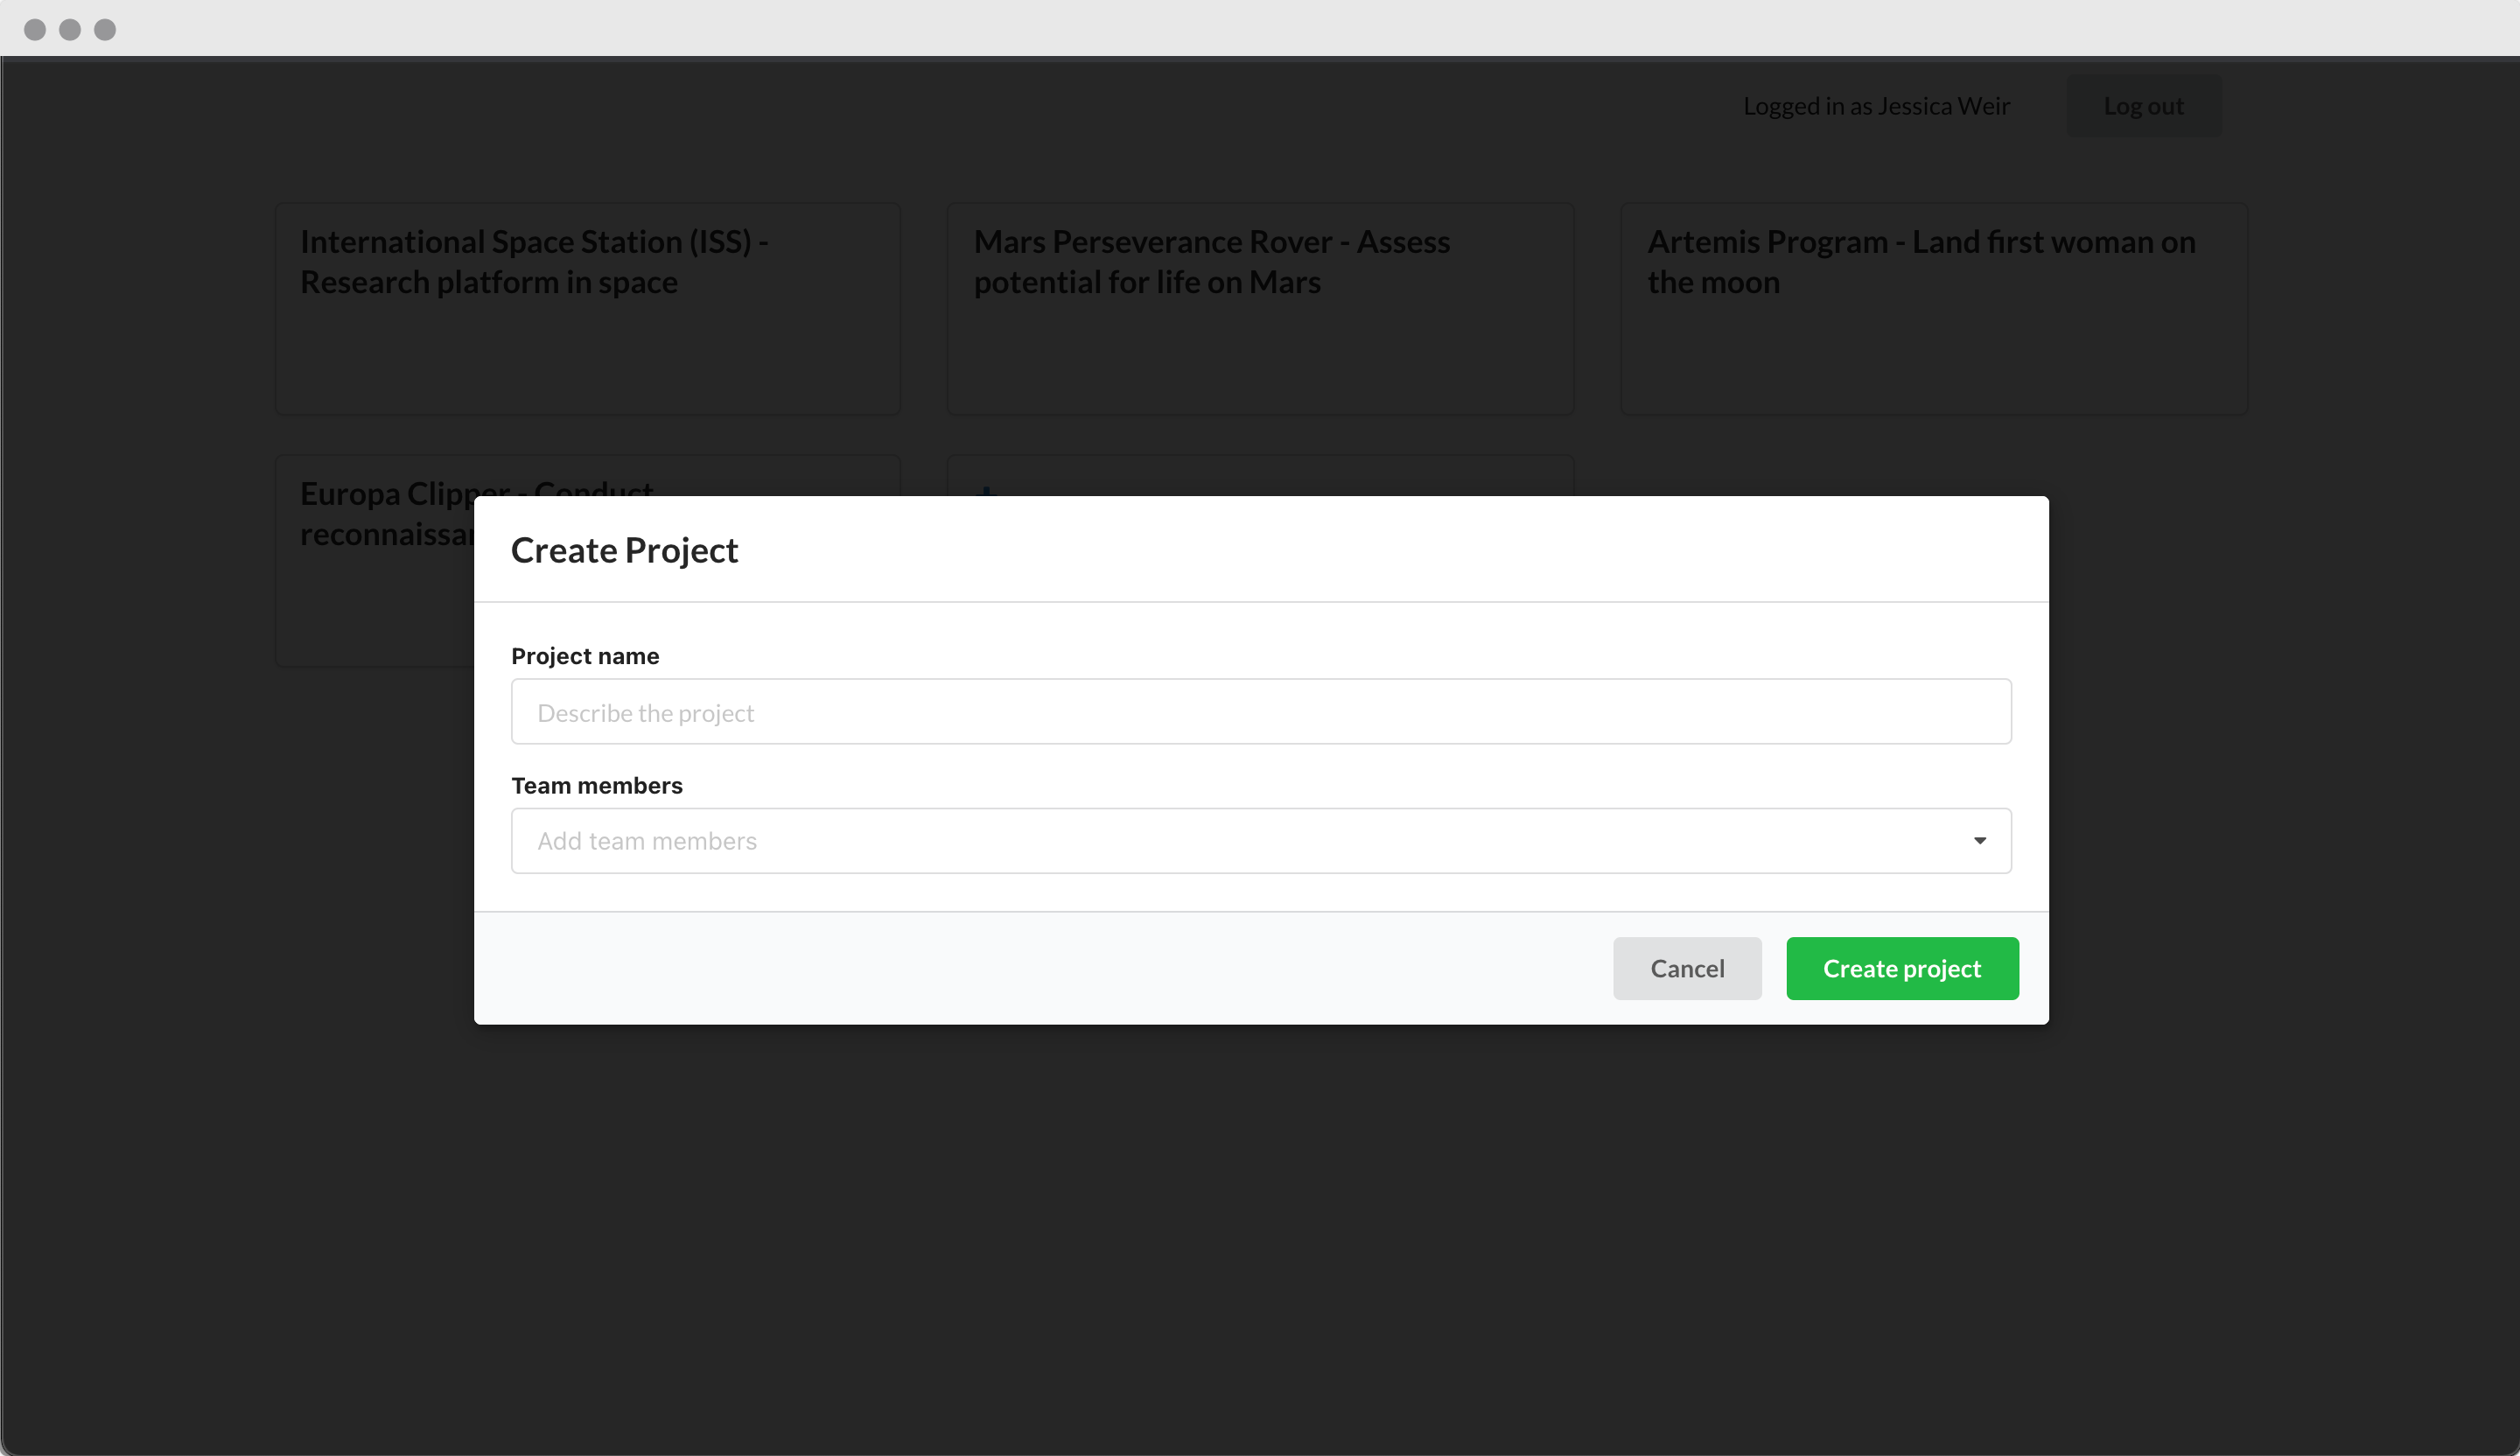 Logged in as Jessica Weir
Log out
International Space Station (ISS) -
Research platform in space
Mars Perseverance Rover - Assess
potential for life on Mars
Artemis Program - Land first woman on
the moon
Europa Clipper - Conduct
Create Project
Project name
Describe the project
Team members
Add team members
Cancel
Create project